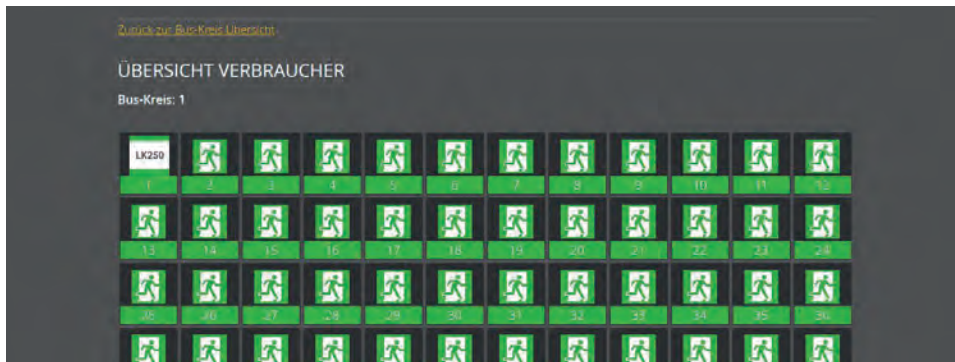 Zurück zur Bus-Kreis Übersicht
ÜBERSICHT VERBRAUCHER
Bus-Kreis: 1
LK250
1 2 3 4 5 6 7 8 9 10 11 12
13 14 15 16 17 18 19 20 21 22 23 24
25 26 27 28 29 30 31 32 33 34 35 36